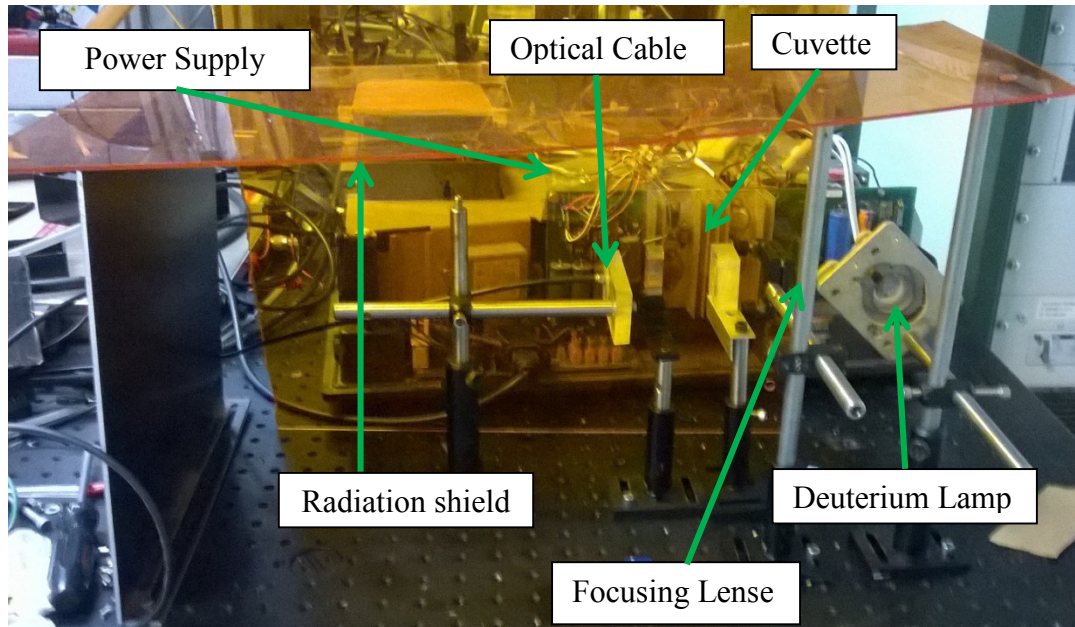 Power Supply
Optical Cable
Cuvette
Radiation shield
Deuterium Lamp
Focusing Lense